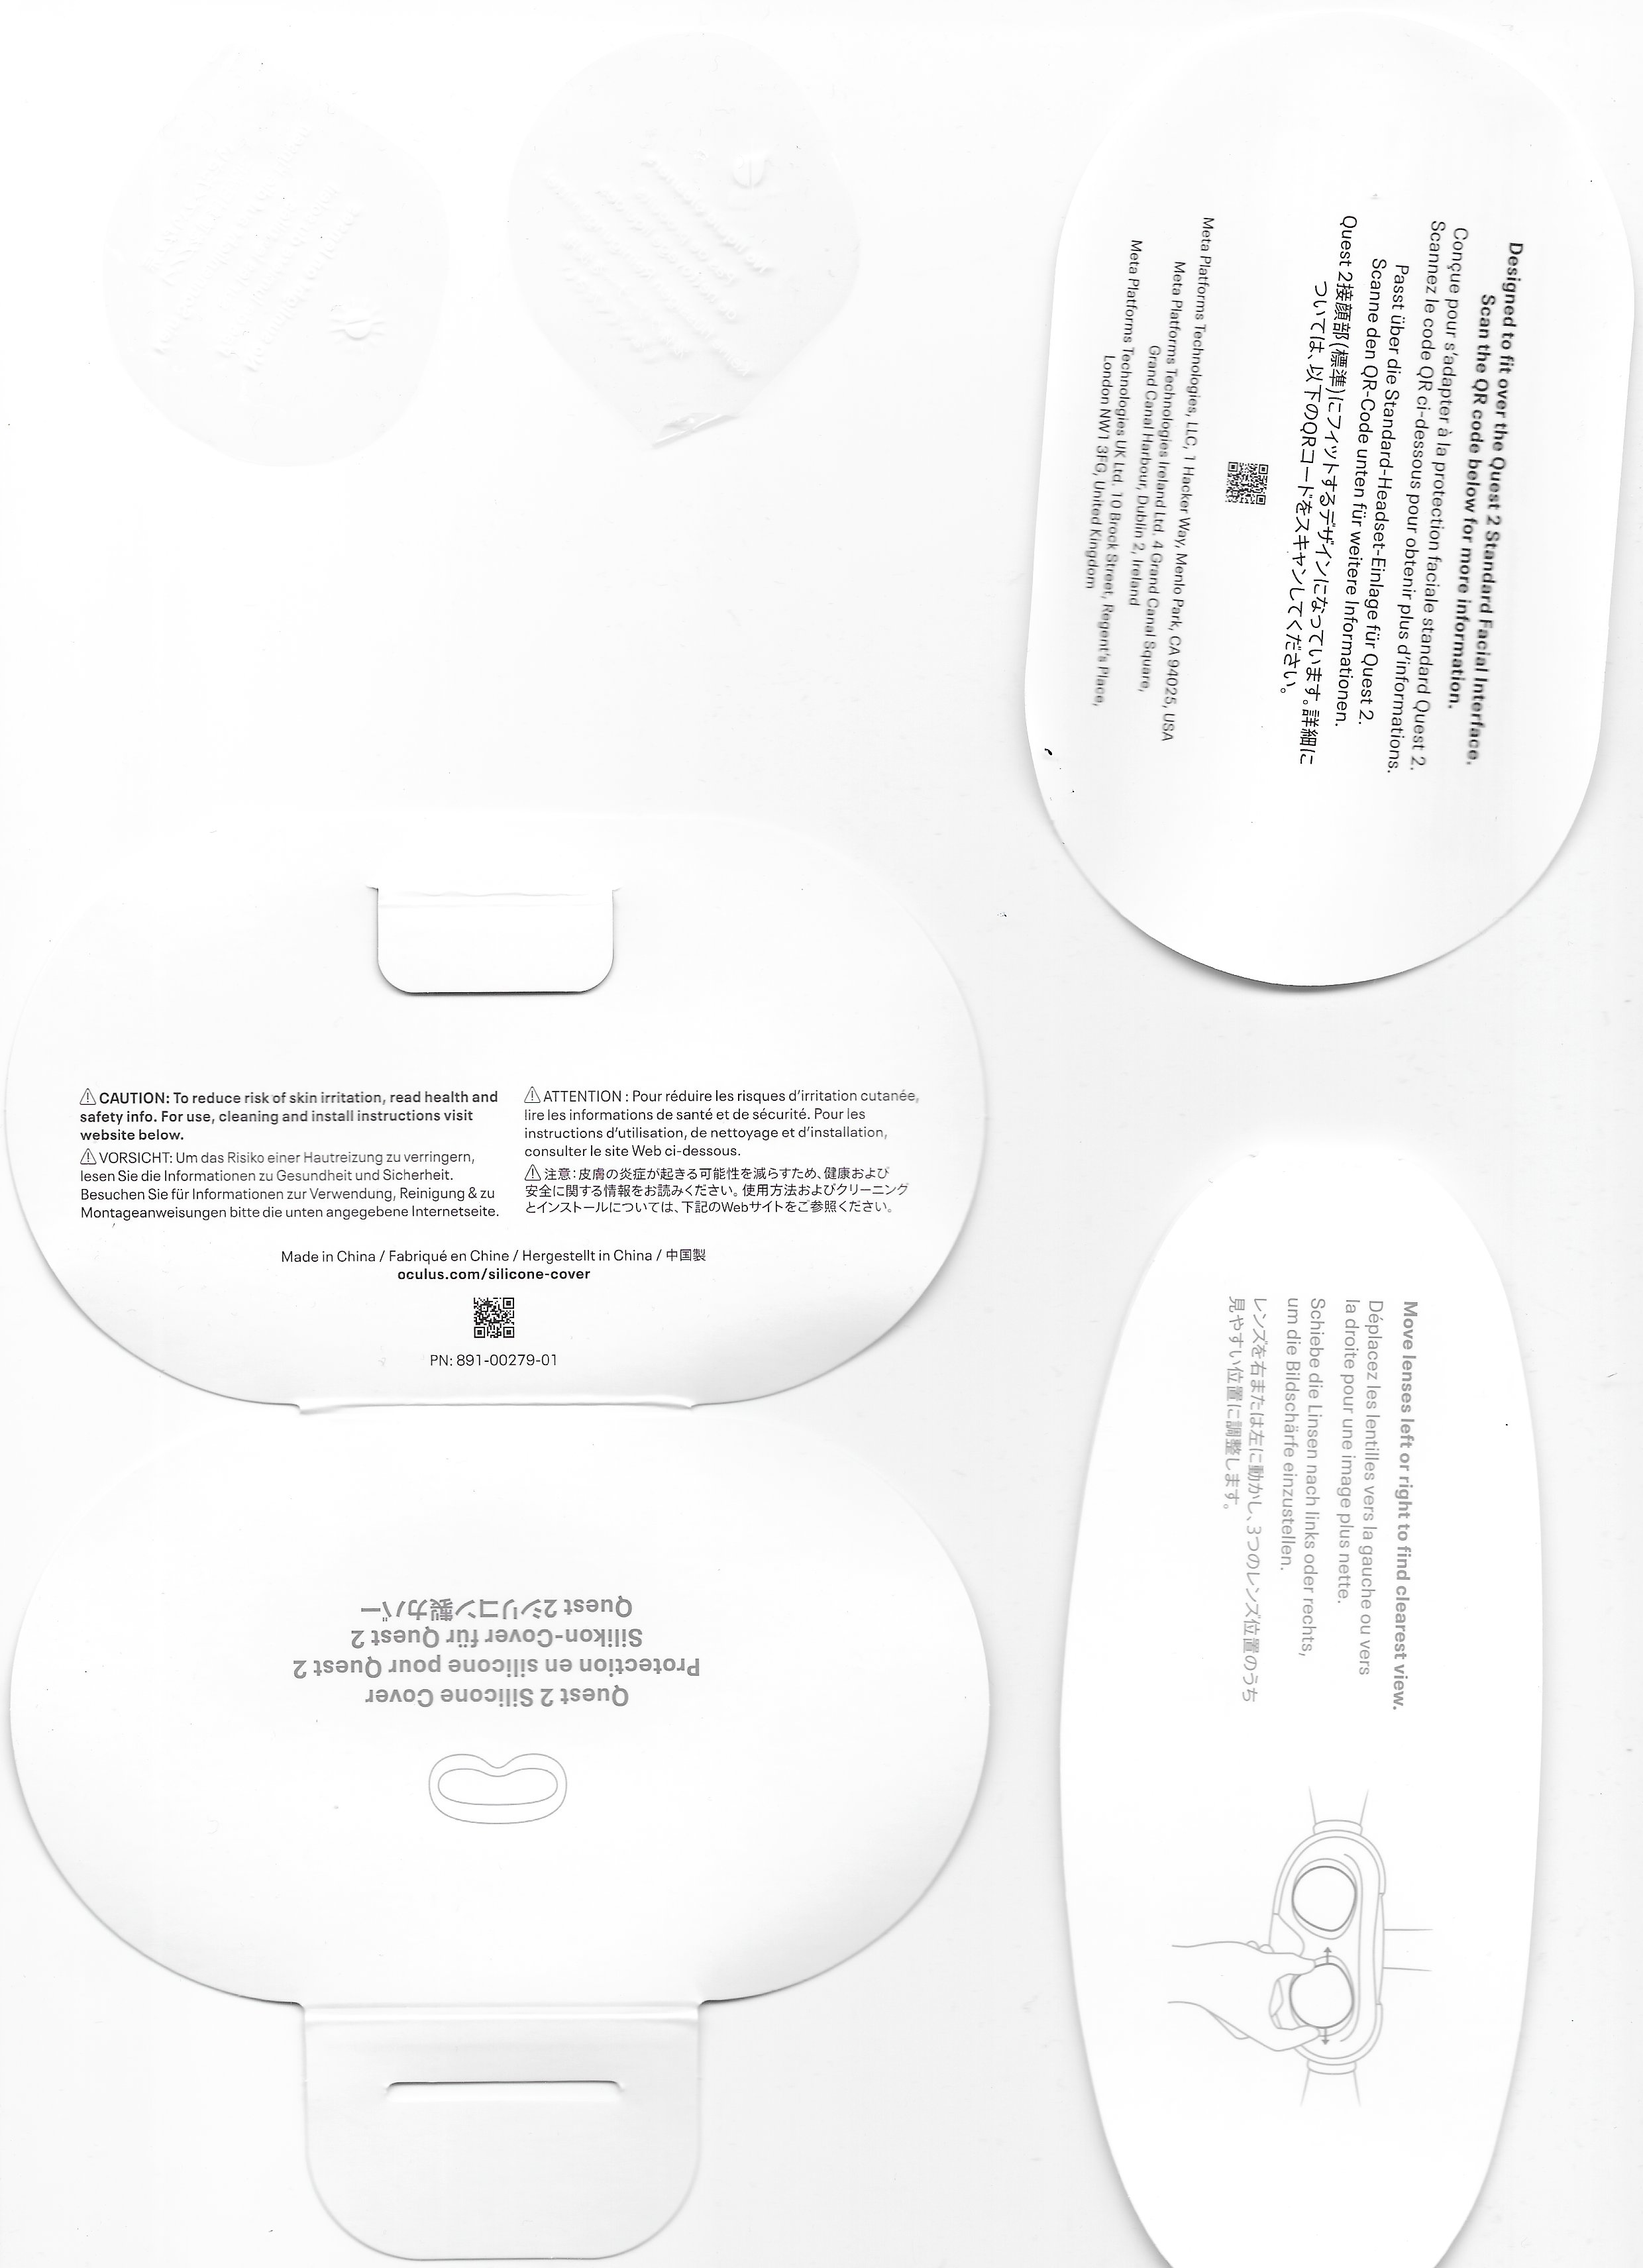 Designed to fit over the Quest 2 Standard Facial Interface.
Scan the QR code below for more information.
Conçue pour s'adapter à la protection faciale standard Quest 2.
Scannez le code QR ci-dessous pour obtenir plus d'informations.
Passt über die Standard-Headset-Einlage für Quest 2.
Scanne den QR-Code unten für weitere Informationen.
Quest 2接顔部(標準)にフィットするデザインになっています。詳細に
ついては、以下のQRコードをスキャンしてください。
Meta Platforms Technologies, LLC, 1 Hacker Way, Menlo Park, CA 94025, USA
Meta Platforms Technologies Ireland Ltd. 4 Grand Canal Square,
Grand Canal Harbour, Dublin 2, Ireland
Meta Platforms Technologies UK Ltd. 10 Brock Street, Regent's Place,
London NW1 3FG, United Kingdom
⚠ CAUTION: To reduce risk of skin irritation, read health and
safety info. For use, cleaning and install instructions visit
website below.
⚠ VORSICHT: Um das Risiko einer Hautreizung zu verringern,
lesen Sie die Informationen zu Gesundheit und Sicherheit.
Besuchen Sie für Informationen zur Verwendung, Reinigung & zu
Montageanweisungen bitte die unten angegebene Internetseite.
⚠ ATTENTION : Pour réduire les risques d'irritation cutanée,
lire les informations de santé et de sécurité. Pour les
instructions d'utilisation, de nettoyage et d'installation,
consulter le site Web ci-dessous.
⚠ 注意: 皮膚の炎症が起きる可能性を減らすため、健康および
安全に関する情報をお読みください。使用方法およびクリーニング
とインストールについては、下記のWebサイトをご参照ください。
Made in China / Fabriqué en Chine / Hergestellt in China / 中国製
oculus.com/silicone-cover
PN: 891-00279-01
Quest 2 Silicone Cover
Protection en silicone pour Quest 2
Silikon-Cover für Quest 2
Quest 2シリコン製カバー
Move lenses left or right to find clearest view.
Déplacez les lentilles vers la gauche ou vers
la droite pour une image plus nette.
Schiebe die Linsen nach links oder rechts,
um die Bildschärfe einzustellen.
レンズを右または左に動かし、3つのレンズ位置のうち
見やすい位置に調整します。